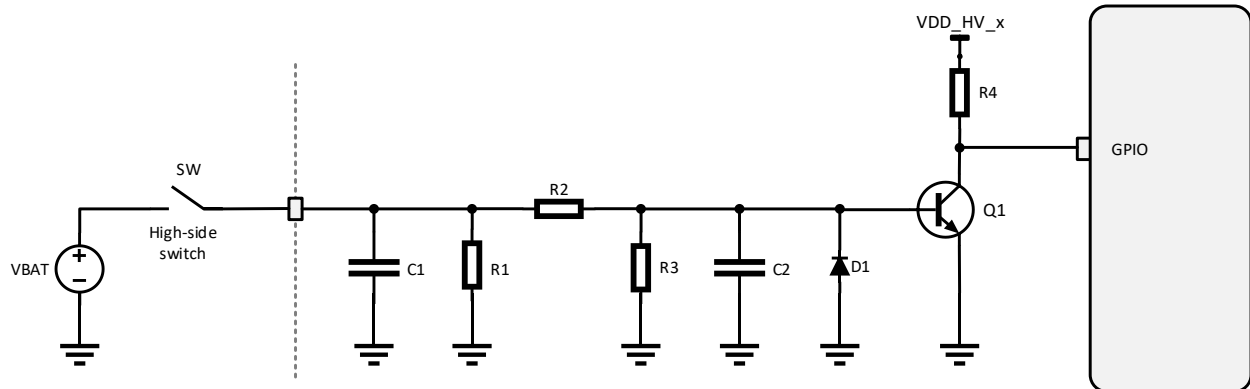 VDD_HV_x
R4
GPIO
SW
R2
Q1
High-side
switch
VBAT
+
−
C1
R1
R3
C2
D1